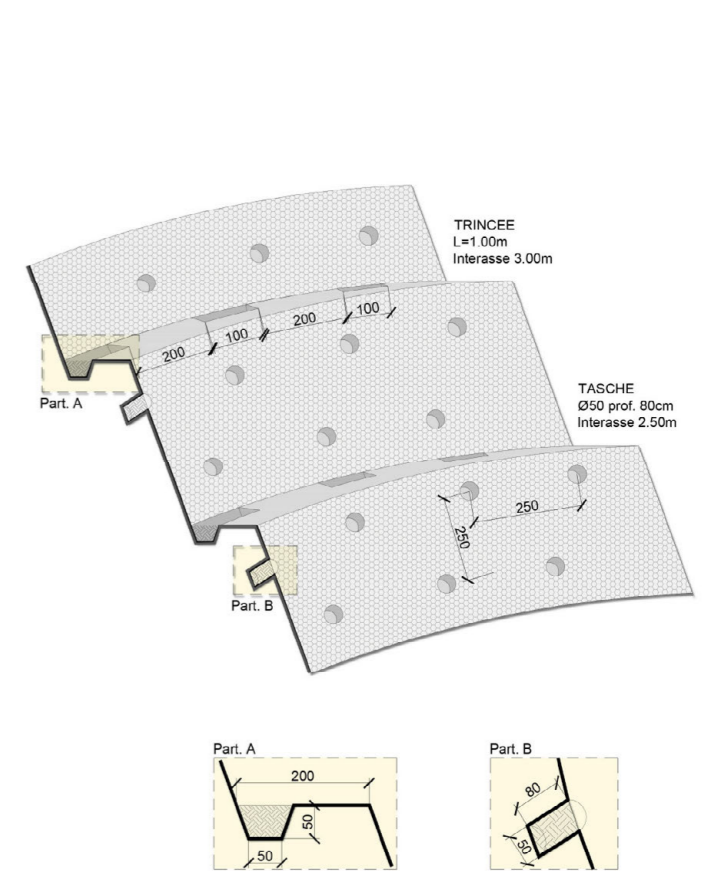 TRINCEE
L=1.00m
Interasse 3.00m
200
100
200
100
Part. A
TASCHE
Ø50 prof. 80cm
Interasse 2.50m
250
250
Part. B
Part. A
200
50
50
Part. B
80
50